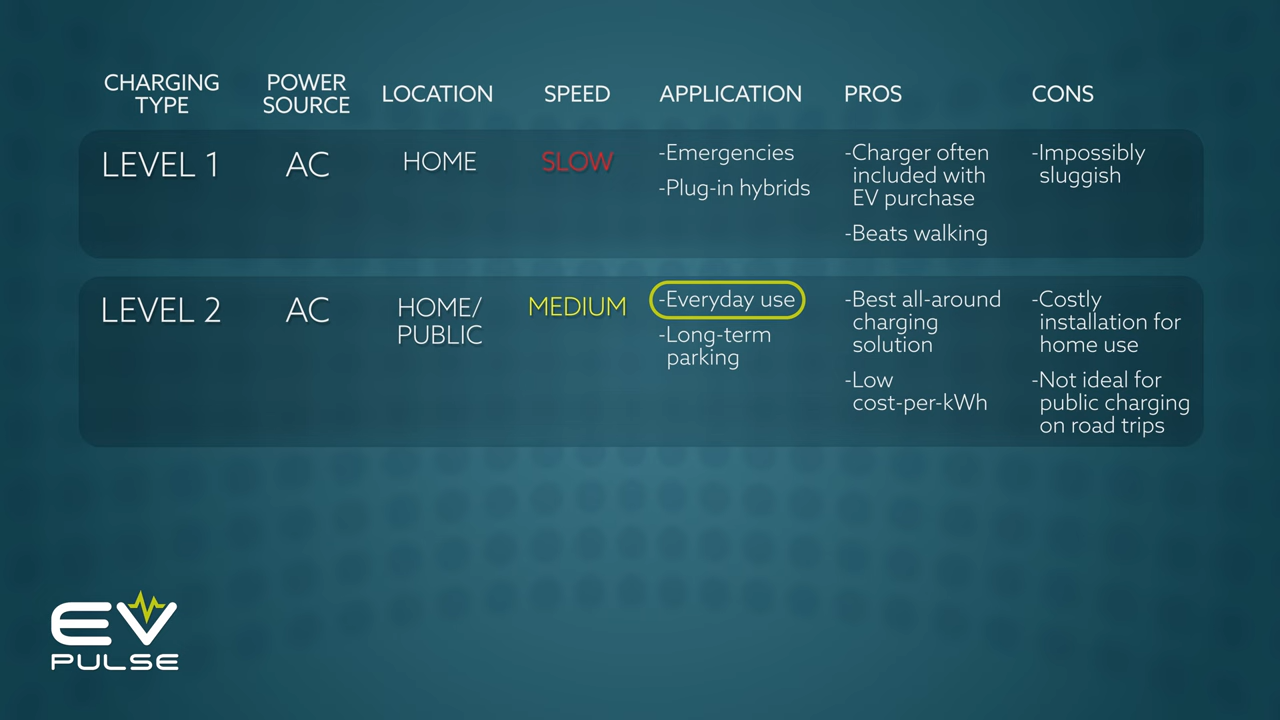 CHARGING TYPE
POWER SOURCE
LOCATION
SPEED
APPLICATION
PROS
CONS
LEVEL 1
AC
HOME
SLOW
-Emergencies
-Plug-in hybrids
-Charger often
included with
EV purchase
-Beats walking
-Impossibly
sluggish
LEVEL 2
AC
HOME/
PUBLIC
MEDIUM
-Everyday use
-Long-term
parking
-Best all-around
charging
solution
-Low
cost-per-kWh
-Costly
installation for
home use
-Not ideal for
public charging
on road trips
EV
PULSE